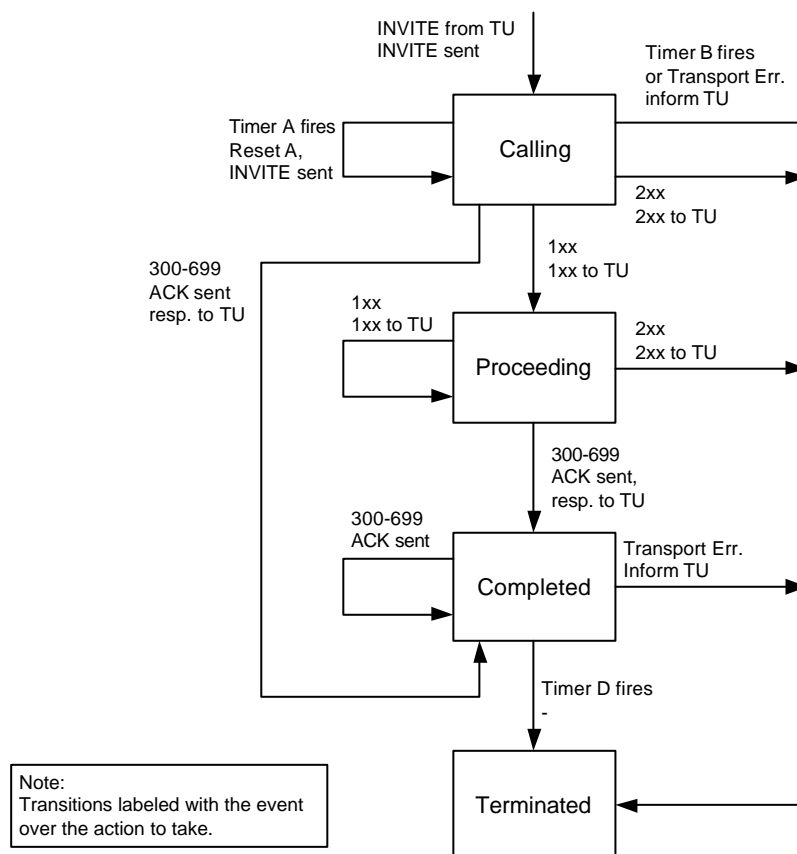 INVITE from TU
INVITE sent
Timer B fires
or Transport Err.
inform TU
Timer A fires
Reset A,
INVITE sent
Calling
2xx
2xx to TU
300-699
ACK sent
resp. to TU
1xx
1xx to TU
1xx
1xx to TU
2xx
2xx to TU
Proceeding
300-699
ACK sent,
resp. to TU
300-699
ACK sent
Transport Err.
Inform TU
Completed
Timer D fires
-
Note:
Transitions labeled with the event
over the action to take.
Terminated